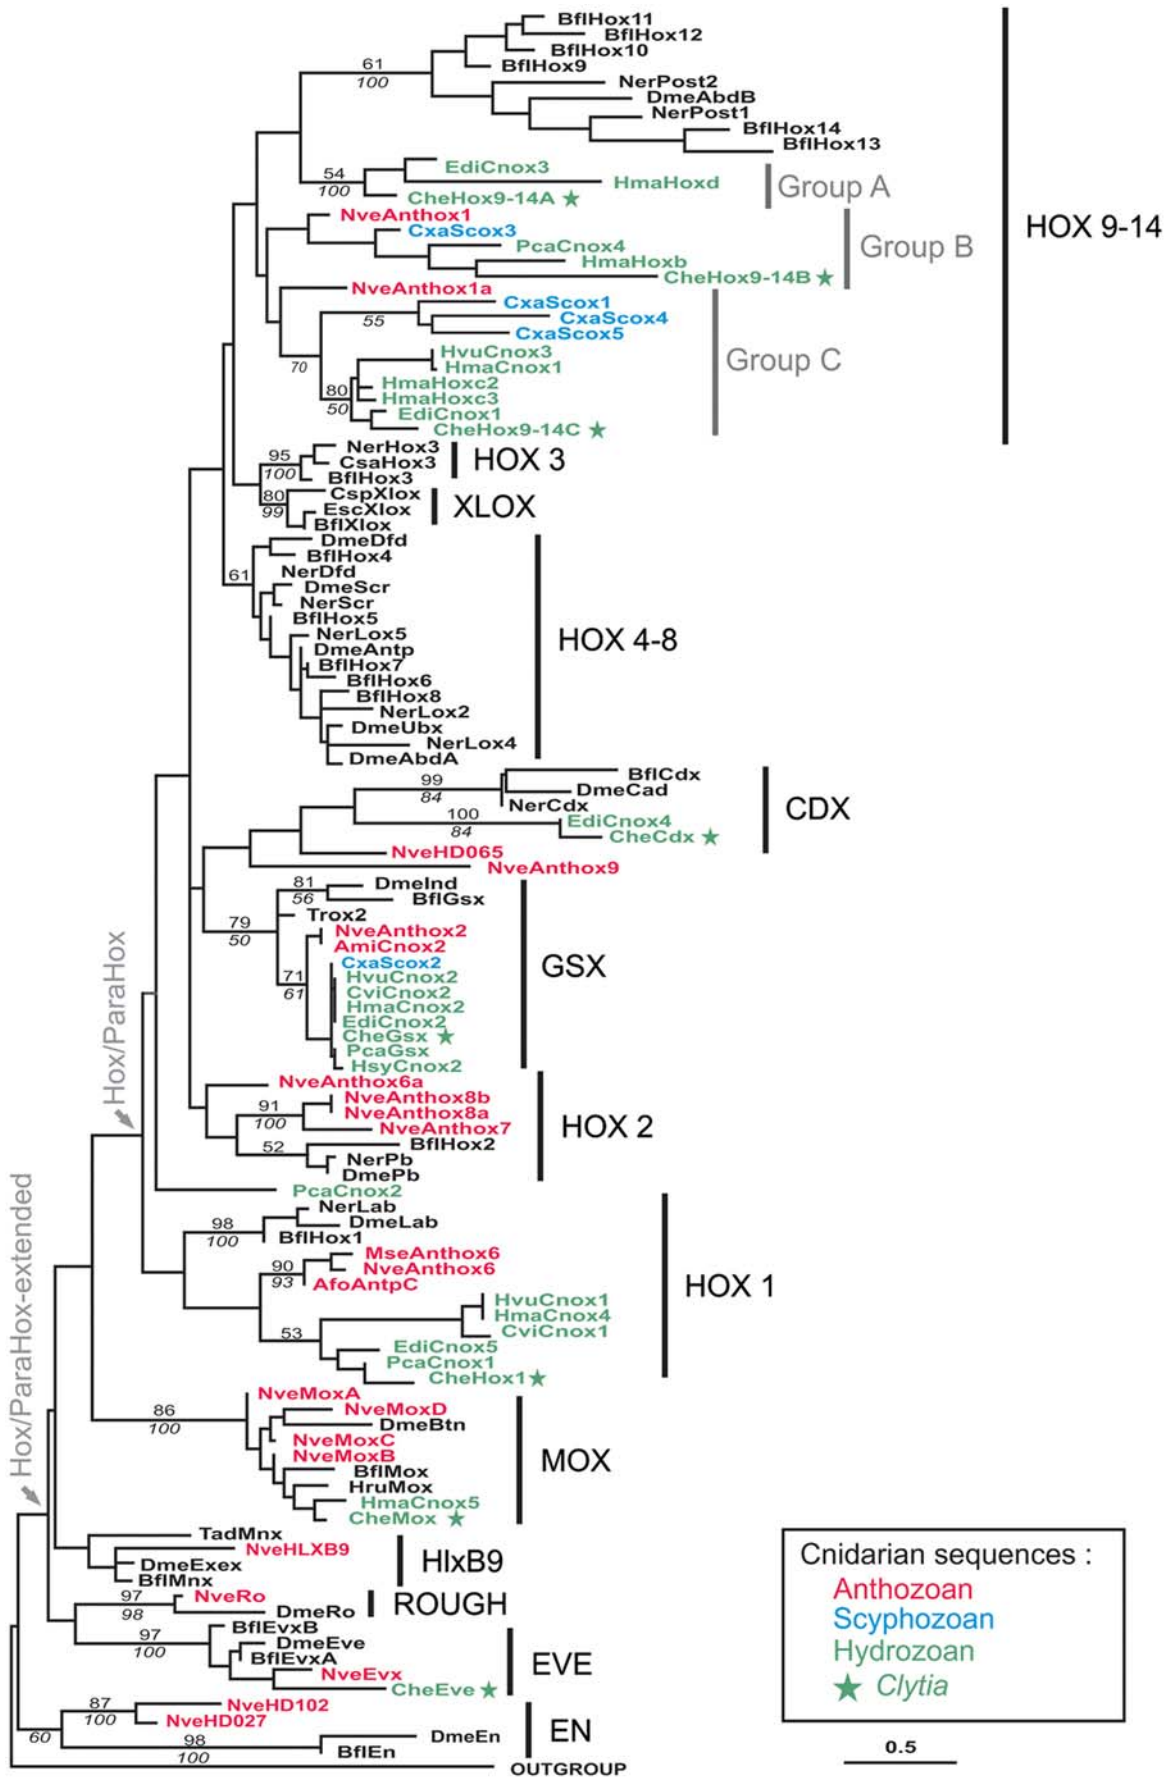 BflHox11
BflHox12
BflHox10
BflHox9
61
100
NerPost2
DmeAbdB
NerPost1
BflHox14
BflHox13
54
100
EdiCnox3
HmaHoxd
CheHox9-14A ★
Group A
HOX 9-14
NveAnthox1
CxaScox3
PcaCnox4
HmaHoxb
CheHox9-14B ★
Group B
NveAnthox1a
CxaScox1
55
CxaScox4
CxaScox5
70
HvuCnox3
HmaCnox1
HmaHoxc2
80
50
HmaHoxc3
EdiCnox1
CheHox9-14C ★
Group C
95
100
NerHox3
CsaHox3
BflHox3
HOX 3
80
99
CspXlox
EscXlox
BflXlox
XLOX
61
DmeDfd
BflHox4
NerDfd
DmeScr
NerScr
BflHox5
NerLox5
DmeAntp
BflHox7
BflHox6
BflHox8
NerLox2
DmeUbx
NerLox4
DmeAbdA
HOX 4-8
99
84
BflCdx
DmeCad
NerCdx
100
84
EdiCnox4
CheCdx ★
NveHD065
NveAnthox9
CDX
79
50
81
56
DmeInd
BflGsx
Trox2
NveAnthox2
AmiCnox2
71
61
CxaScox2
HvuCnox2
CviCnox2
HmaCnox2
EdiCnox2
CheGsx ★
PcaGsx
HsyCnox2
GSX
Hox/ParaHox
NveAnthox6a
91
100
NveAnthox8b
NveAnthox8a
NveAnthox7
52
BflHox2
NerPb
DmePb
HOX 2
PcaCnox2
98
100
NerLab
DmeLab
BflHox1
90
93
MseAnthox6
NveAnthox6
AfoAntpC
53
HvuCnox1
HmaCnox4
CviCnox1
EdiCnox5
PcaCnox1
CheHox1 ★
HOX 1
Hox/ParaHox-extended
86
100
NveMoxA
NveMoxD
DmeBtn
NveMoxC
NveMoxB
BflMox
HruMox
HmaCnox5
CheMox ★
MOX
TadMnx
NveHLXB9
DmeExex
BflMnx
HlxB9
97
98
NveRo
DmeRo
ROUGH
97
100
BflEvxB
DmeEve
BflEvxA
NveEvx
CheEve ★
EVE
60
87
100
NveHD102
NveHD027
98
100
DmeEn
BflEn
EN
OUTGROUP
Cnidarian sequences :
Anthozoan
Scyphozoan
Hydrozoan
★ Clytia
0.5